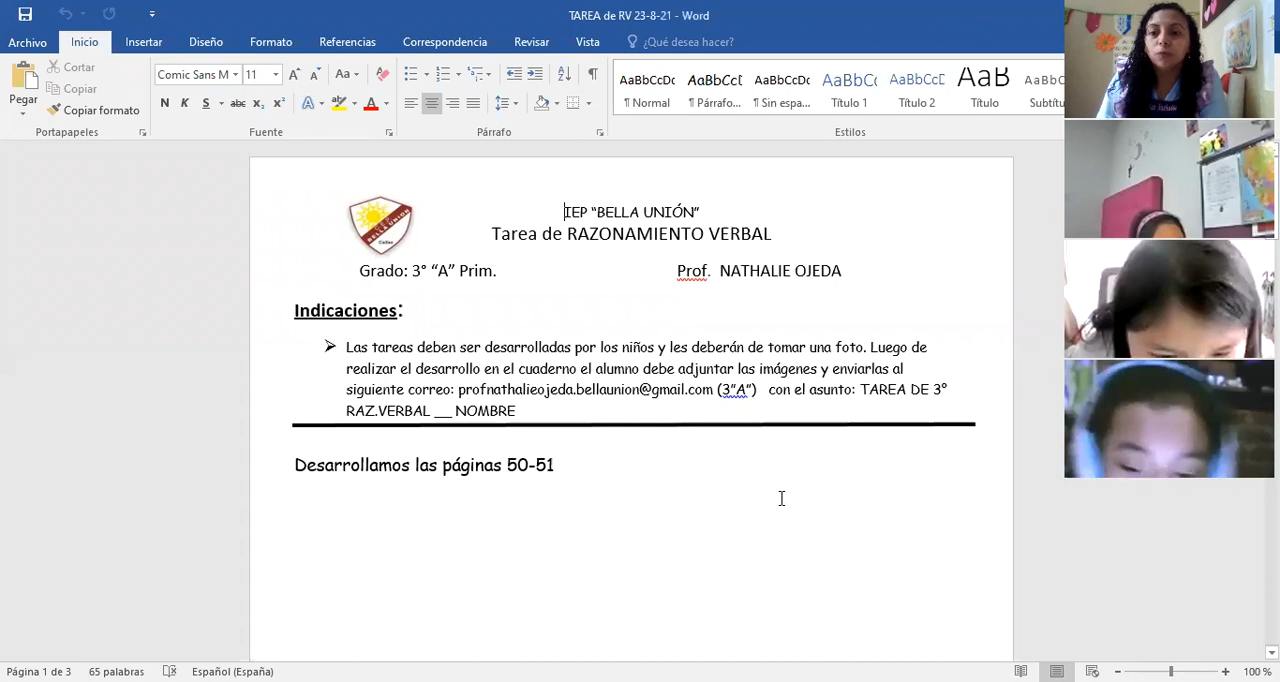 TAREA de RV 23-8-21 - Word
Archivo Inicio Insertar Diseño Formato Referencias Correspondencia Revisar Vista ¿Qué desea hacer?
Pegar
Cortar
Copiar
Copiar formato
Portapapeles
Comic Sans M 11
Fuente
Párrafo
AaBbCcDc AaBbCcD AaBbCcDc AaBbC( AaBbCcC AaB AaBbC
¶ Normal ¶ Párrafo... ¶ Sin espa... Título 1 Título 2 Título Subtítu
Estilos
IEP “BELLA UNIÓN”
Tarea de RAZONAMIENTO VERBAL
Grado: 3° “A” Prim. Prof. NATHALIE OJEDA
Indicaciones:
Las tareas deben ser desarrolladas por los niños y les deberán de tomar una foto. Luego de
realizar el desarrollo en el cuaderno el alumno debe adjuntar las imágenes y enviarlas al
siguiente correo: profnathalieojeda.bellaunion@gmail.com (3”A”) con el asunto: TAREA DE 3°
RAZ.VERBAL __ NOMBRE
Desarrollamos las páginas 50-51
Página 1 de 3 65 palabras Español (España) 100 %